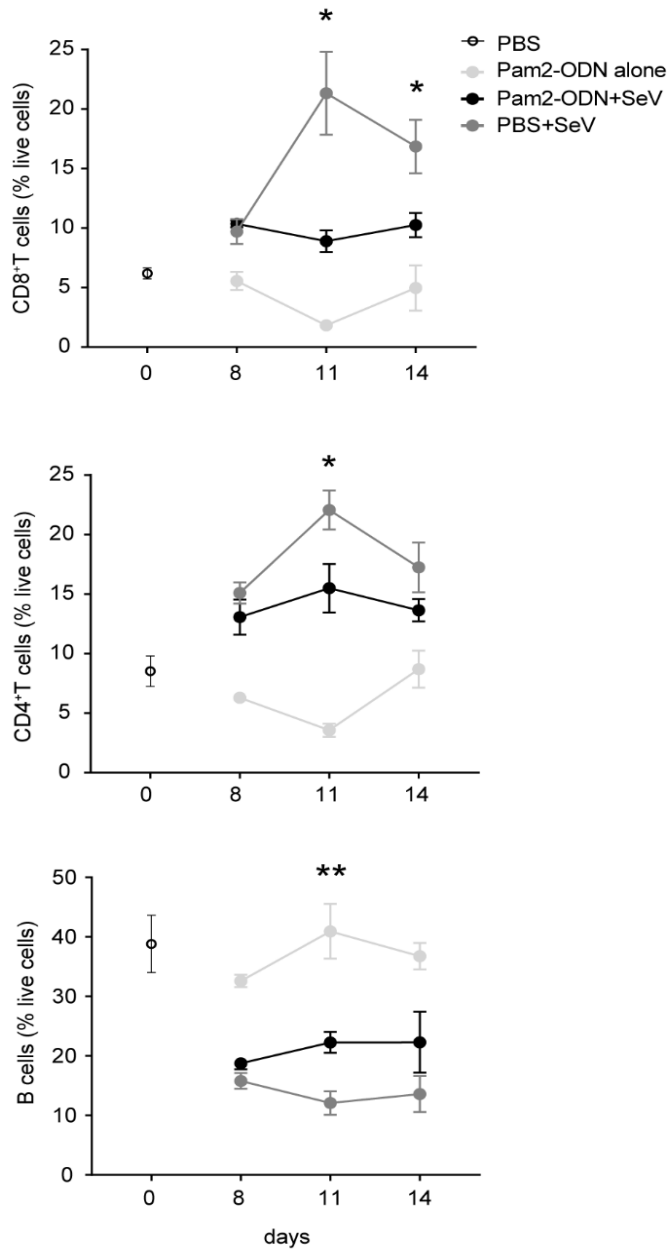 *
*
PBS
Pam2-ODN alone
Pam2-ODN+SeV
PBS+SeV
CD8⁺T cells (% live cells)
25
20
15
10
5
0
0 8 11 14
*
CD4⁺T cells (% live cells)
25
20
15
10
5
0
0 8 11 14
**
B cells (% live cells)
50
40
30
20
10
0
0 8 11 14
days